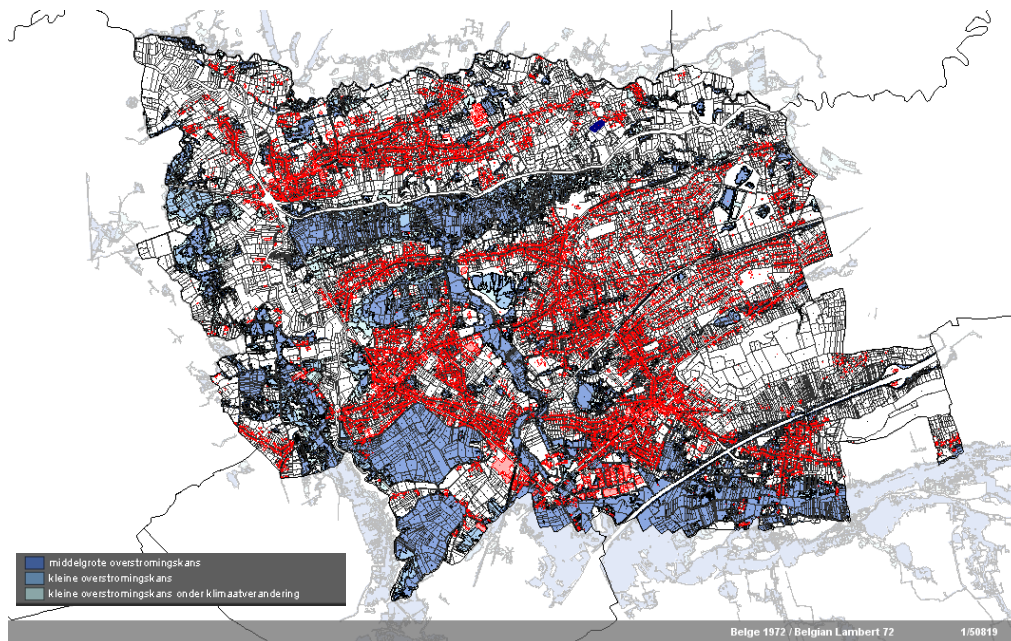 middelgrote overstromingskans
kleine overstromingskans
kleine overstromingskans onder klimaatverandering
Belge 1972 / Belgian Lambert 72 1/50819